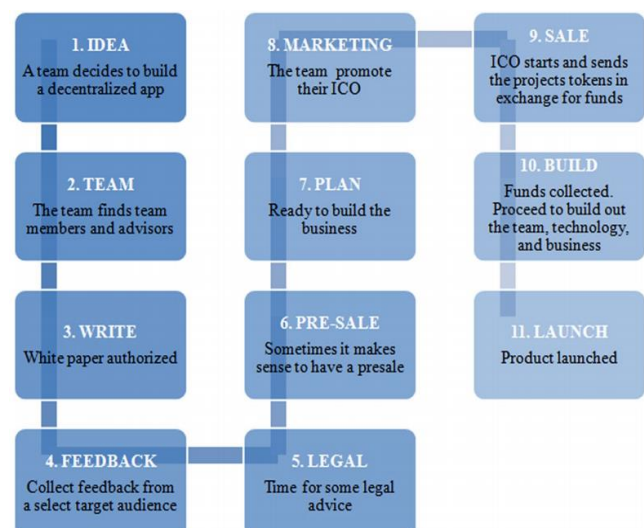 1. IDEA
A team decides to build
a decentralized app
2. TEAM
The team finds team
members and advisors
3. WRITE
White paper authorized
4. FEEDBACK
Collect feedback from
a select target audience
5. LEGAL
Time for some legal
advice
6. PRE-SALE
Sometimes it makes
sense to have a presale
7. PLAN
Ready to build the
business
8. MARKETING
The team promote
their ICO
9. SALE
ICO starts and sends
the projects tokens in
exchange for funds
10. BUILD
Funds collected.
Proceed to build out
the team, technology,
and business
11. LAUNCH
Product launched